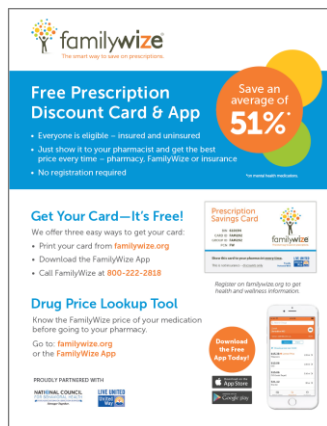 familywize
The smart way to save on prescriptions.
Free Prescription
Discount Card & App
• Everyone is eligible – insured and uninsured
• Just show it to your pharmacist and get the best
price every time – pharmacy, FamilyWize or insurance
• No registration required
Save an
average of
51%*
*on mental health medications
Get Your Card—It's Free!
We offer three easy ways to get your card:
• Print your card from familywize.org
• Download the FamilyWize App
• Call FamilyWize at 800-222-2818
Prescription
Savings Card
familywize
Register on familywize.org to get
health and wellness information.
Drug Price Lookup Tool
Know the FamilyWize price of your medication
before going to your pharmacy.
Go to: familywize.org
or the FamilyWize App
Download
the Free
App Today!
App Store
Google play
PROUDLY PARTNERED WITH
NATIONAL COUNCIL
LIVE UNITED
United
Way